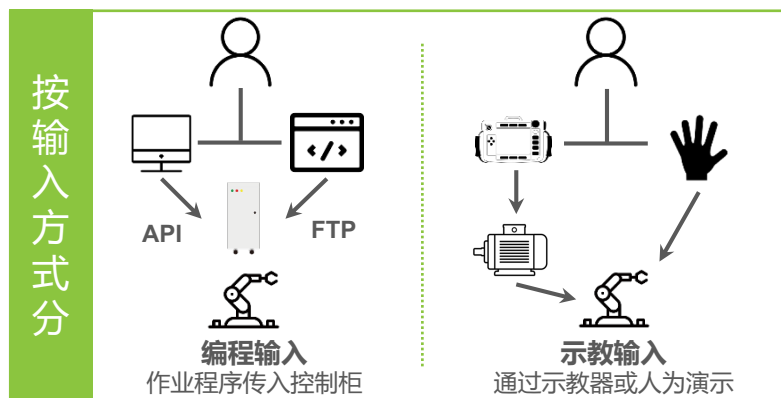 按输入方式分
</>
API
FTP
编程输入
作业程序传入控制柜
示教输入
通过示教器或人为演示